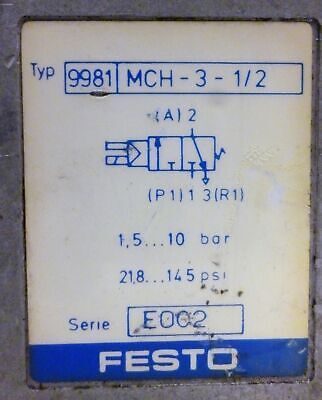 Typ 9981 MCH - 3 - 1/2
(A) 2
(P1) 1 3(R1)
1,5...10 bar
21,8...145 psi
Serie E002
FESTO